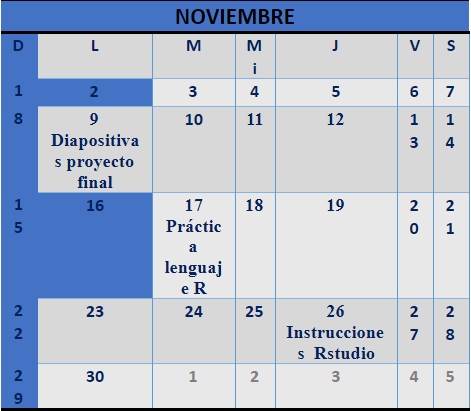 NOVIEMBRE
D L M M i J V S
1 2 3 4 5 6 7
8 9 Diapositiva s proyecto final 10 11 12 1 3 1 4
1 5 16 17 Práctic a lenguaj e R 18 19 2 0 2 1
2 2 23 24 25 26 Instruccione s Rstudio 2 7 2 8
2 9 30 1 2 3 4 5